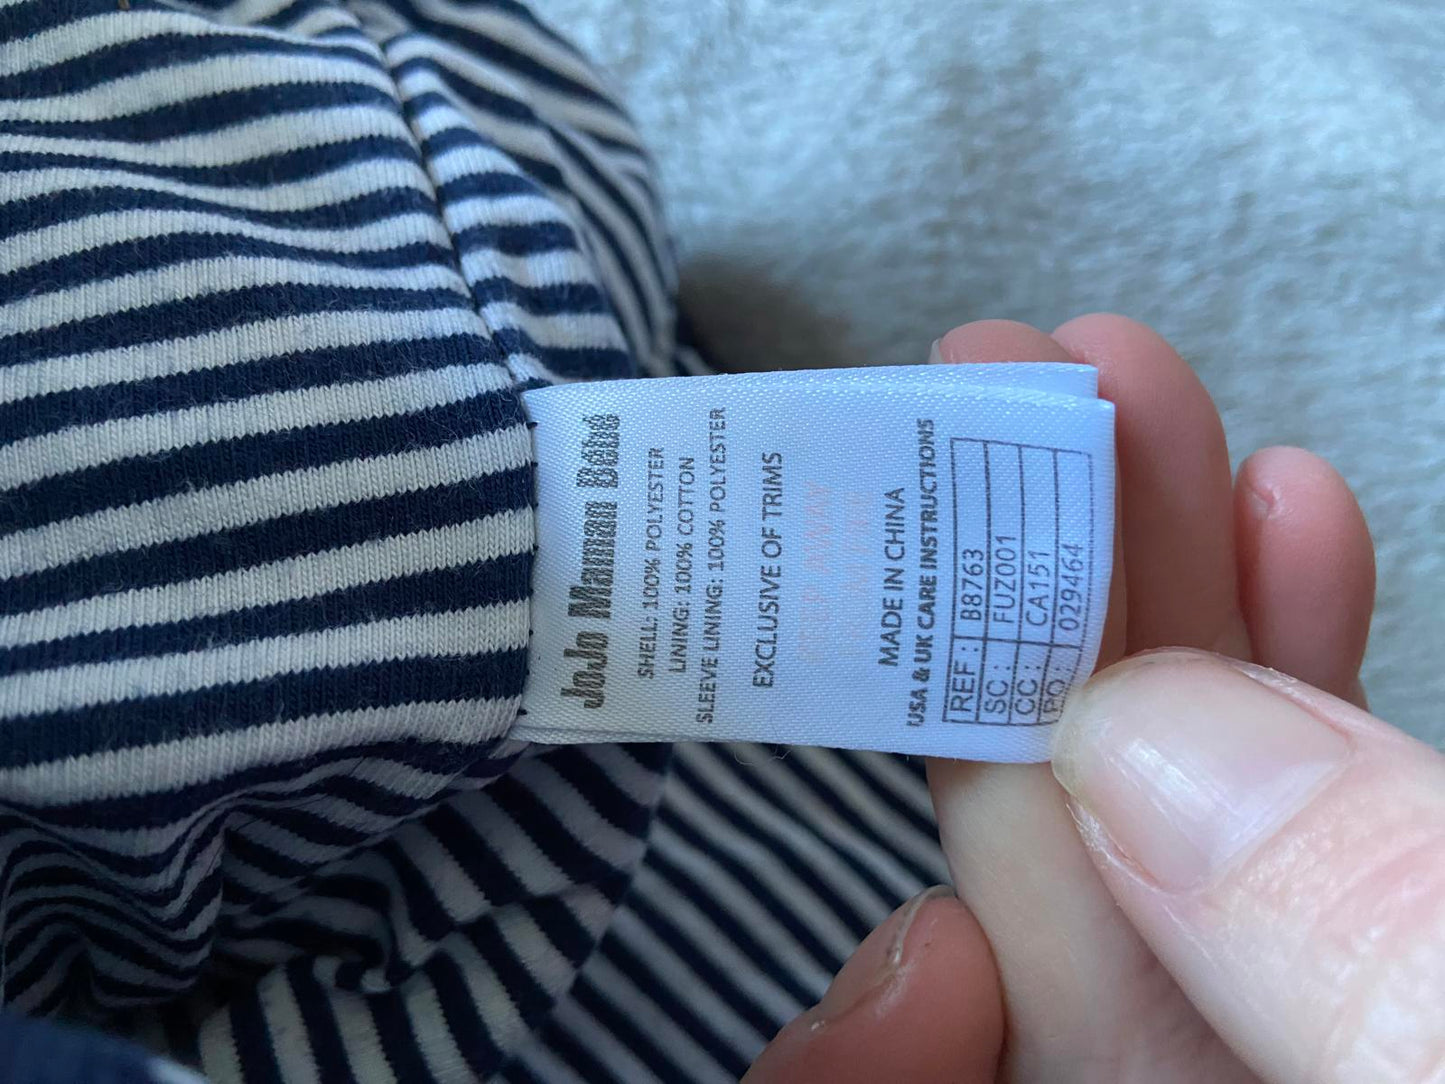 JoJo Maman Bébé
SHELL: 100% POLYESTER
LINING: 100% COTTON
SLEEVE LINING: 100% POLYESTER
EXCLUSIVE OF TRIMS
MADE IN CHINA
USA & UK CARE INSTRUCTIONS
REF : B8763
SC : FUZ001
CC : CA151
PO : 029464